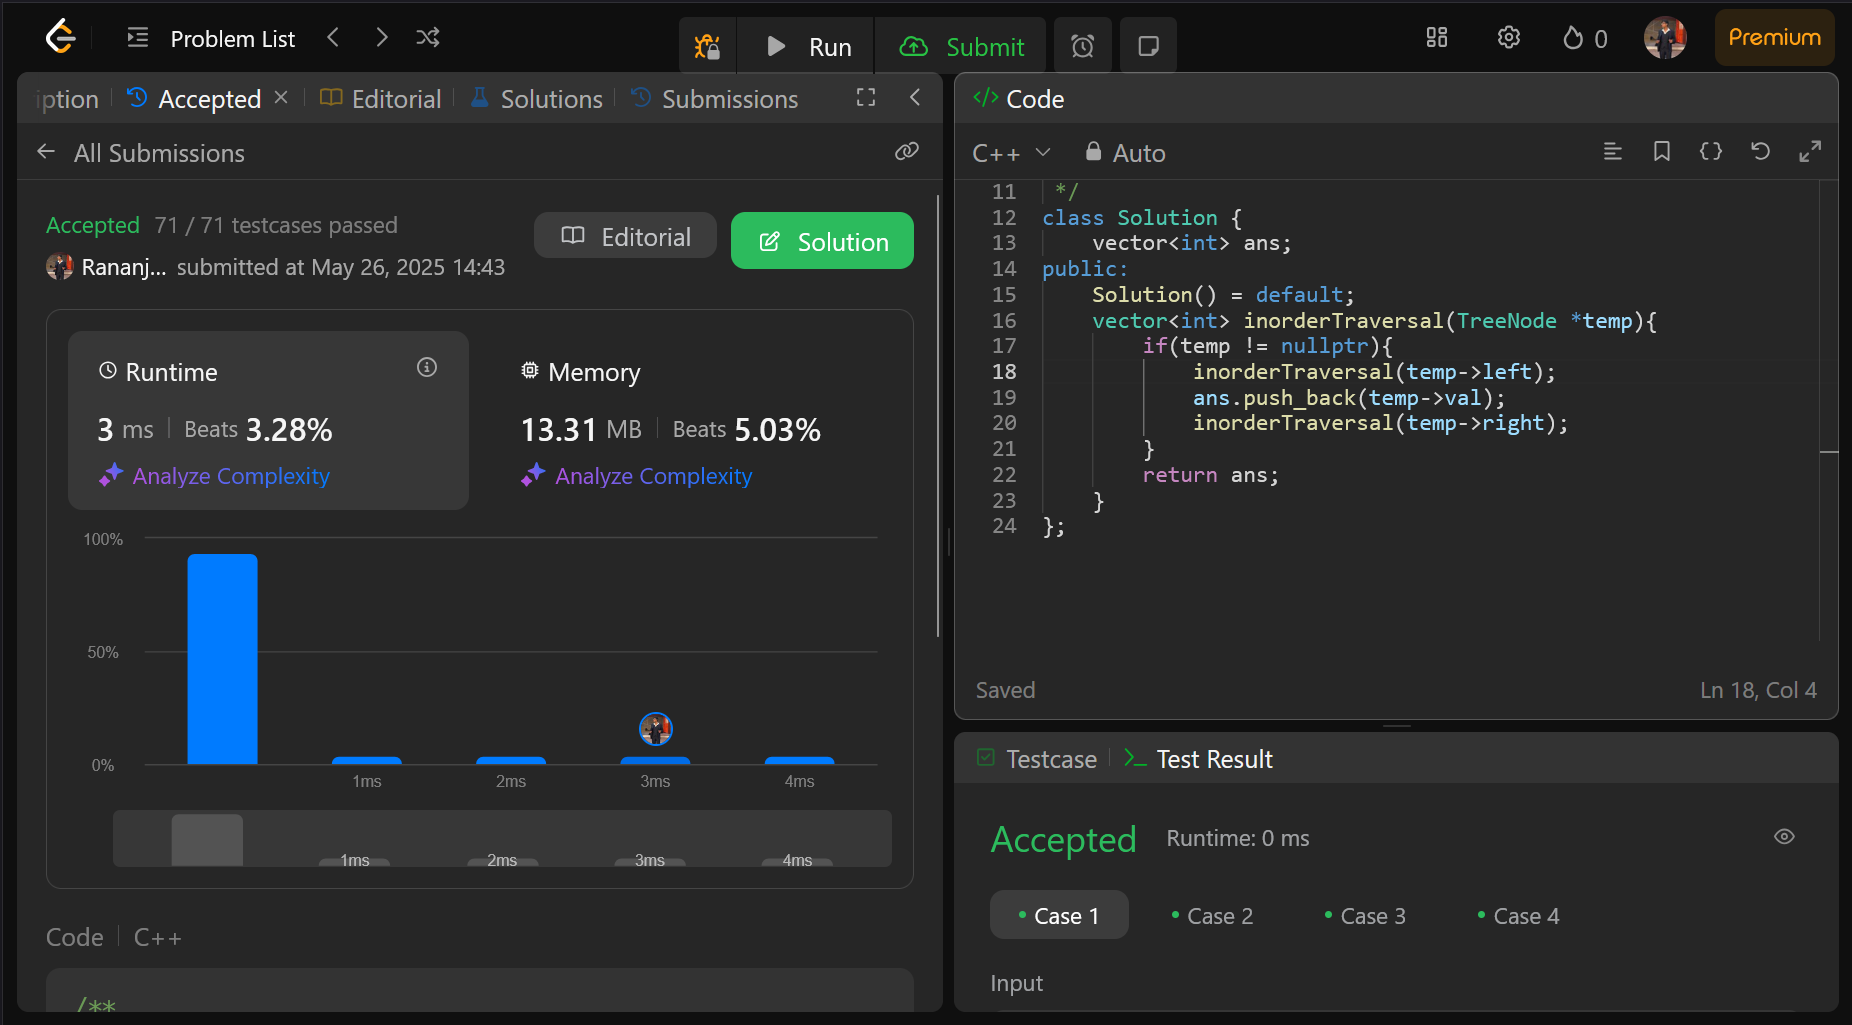 Problem List
Run
Submit
0
Premium
iption
Accepted
Editorial
Solutions
Submissions
All Submissions
Accepted 71 / 71 testcases passed
Rananj... submitted at May 26, 2025 14:43
Editorial
Solution
Runtime
3 ms Beats 3.28%
Analyze Complexity
Memory
13.31 MB Beats 5.03%
Analyze Complexity
100%
50%
0%
1ms 2ms 3ms 4ms
1ms 2ms 3ms 4ms
Code C++
/**
</> Code
C++ Auto
11 */
12 class Solution {
13     vector<int> ans;
14 public:
15     Solution() = default;
16     vector<int> inorderTraversal(TreeNode *temp){
17         if(temp != nullptr){
18             inorderTraversal(temp->left);
19             ans.push_back(temp->val);
20             inorderTraversal(temp->right);
21         }
22         return ans;
23     }
24 };
Saved
Ln 18, Col 4
Testcase
Test Result
Accepted Runtime: 0 ms
Case 1 Case 2 Case 3 Case 4
Input